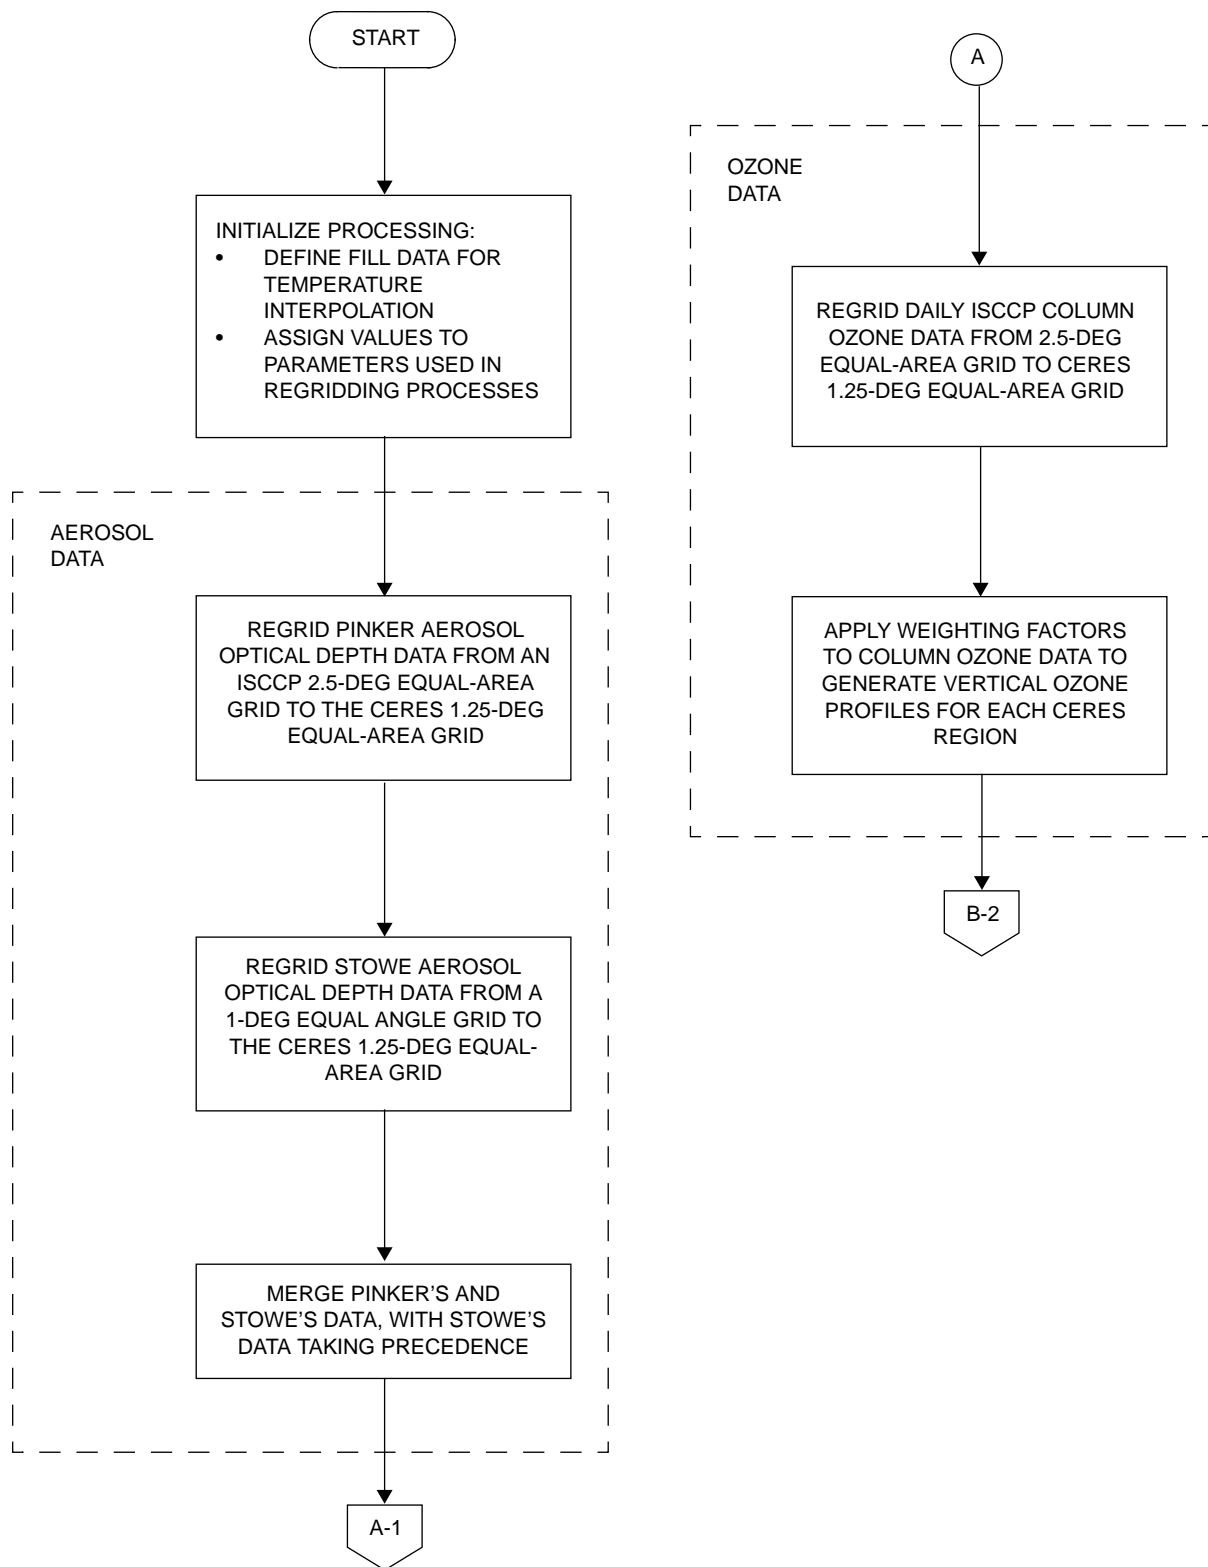 START
INITIALIZE PROCESSING:
• DEFINE FILL DATA FOR
TEMPERATURE
INTERPOLATION
• ASSIGN VALUES TO
PARAMETERS USED IN
REGRIDDING PROCESSES
AEROSOL
DATA
REGRID PINKER AEROSOL
OPTICAL DEPTH DATA FROM AN
ISCCP 2.5-DEG EQUAL-AREA
GRID TO THE CERES 1.25-DEG
EQUAL-AREA GRID
REGRID STOWE AEROSOL
OPTICAL DEPTH DATA FROM A
1-DEG EQUAL ANGLE GRID TO
THE CERES 1.25-DEG EQUAL-
AREA GRID
MERGE PINKER’S AND
STOWE’S DATA, WITH STOWE’S
DATA TAKING PRECEDENCE
A-1
A
OZONE
DATA
REGRID DAILY ISCCP COLUMN
OZONE DATA FROM 2.5-DEG
EQUAL-AREA GRID TO CERES
1.25-DEG EQUAL-AREA GRID
APPLY WEIGHTING FACTORS
TO COLUMN OZONE DATA TO
GENERATE VERTICAL OZONE
PROFILES FOR EACH CERES
REGION
B-2